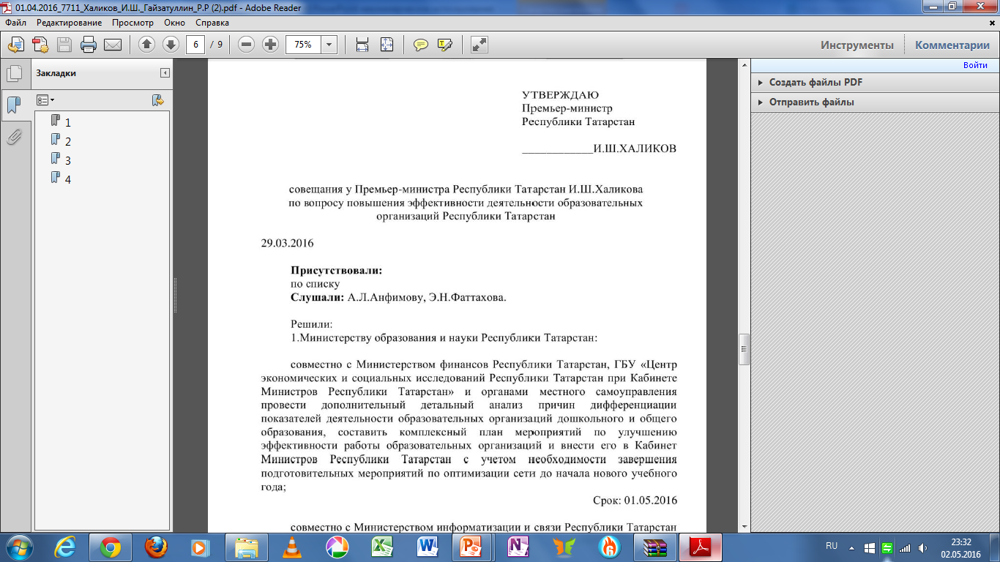 01.04.2016_7711_Халиков_И.Ш._Гайзатуллин_Р.Р (2).pdf - Adobe Reader
Файл Редактирование Просмотр Окно Справка
6 / 9 75% Инструменты Комментарии
Войти
Закладки
Создать файлы PDF
Отправить файлы
1
2
3
4
УТВЕРЖДАЮ
Премьер-министр
Республики Татарстан
____________И.Ш.ХАЛИКОВ
совещания у Премьер-министра Республики Татарстан И.Ш.Халикова
по вопросу повышения эффективности деятельности образовательных
организаций Республики Татарстан
29.03.2016
Присутствовали:
по списку
Слушали: А.Л.Анфимову, Э.Н.Фаттахова.
Решили:
1.Министерству образования и науки Республики Татарстан:
совместно с Министерством финансов Республики Татарстан, ГБУ «Центр
экономических и социальных исследований Республики Татарстан при Кабинете
Министров Республики Татарстан» и органами местного самоуправления
провести дополнительный детальный анализ причин дифференциации
показателей деятельности образовательных организаций дошкольного и общего
образования, составить комплексный план мероприятий по улучшению
эффективности работы образовательных организаций и внести его в Кабинет
Министров Республики Татарстан с учетом необходимости завершения
подготовительных мероприятий по оптимизации сети до начала нового учебного
года;
Срок: 01.05.2016
совместно с Министерством информатизации и связи Республики Татарстан
RU
23:32
02.05.2016